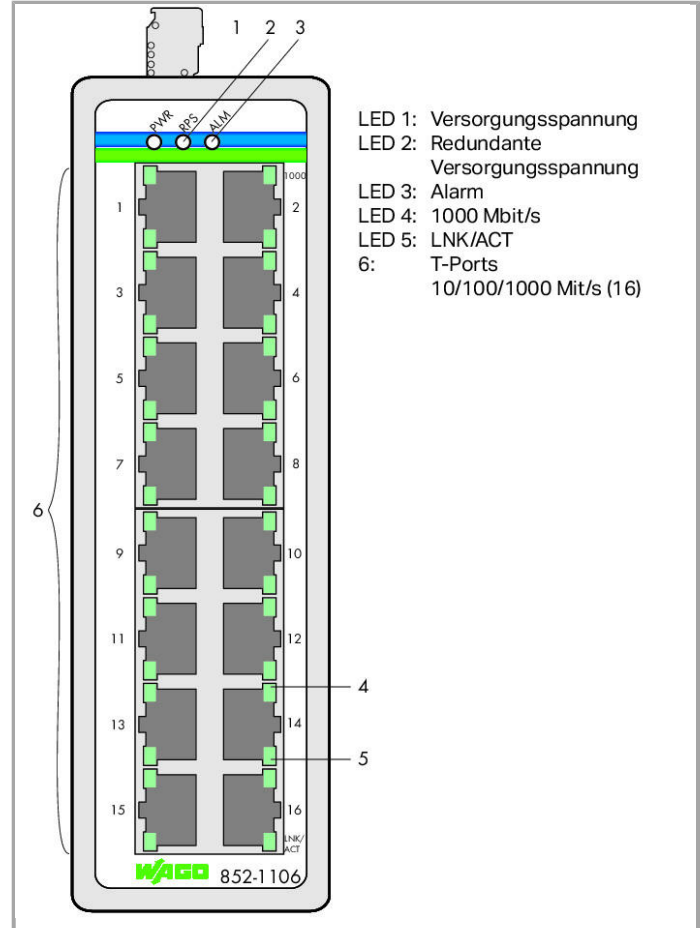 1 2 3
PWR RPS ALM
LED 1: Versorgungsspannung
LED 2: Redundante
Versorgungsspannung
LED 3: Alarm
LED 4: 1000 Mbit/s
LED 5: LNK/ACT
6: T-Ports
10/100/1000 Mit/s (16)
1000
1 2
3 4
5 6
7 8
6
9 10
11 12
4
13 14
5
15 16
LNK/
ACT
WAGO 852-1106